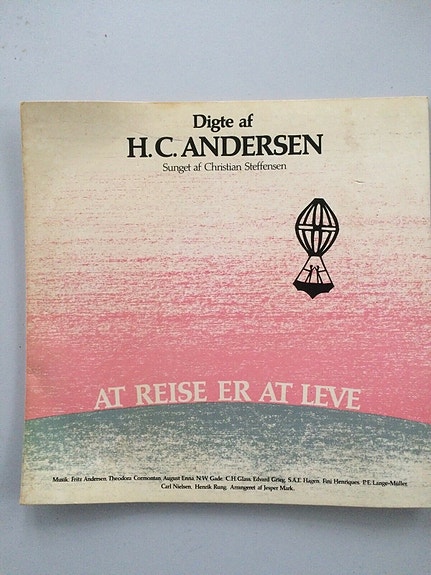 Digte af
H.C. ANDERSEN
Sunget af Christian Steffensen
AT REISE ER AT LEVE
Musik: Fritz Andersen, Theodora Cormontan, August Enna, N.W. Gade, C.H. Glass, Edvard Grieg, S.A.E. Hagen, Fini Henriques, P.E. Lange-Müller,
Carl Nielsen, Henrik Rung. Arrangeret af Jesper Mark.